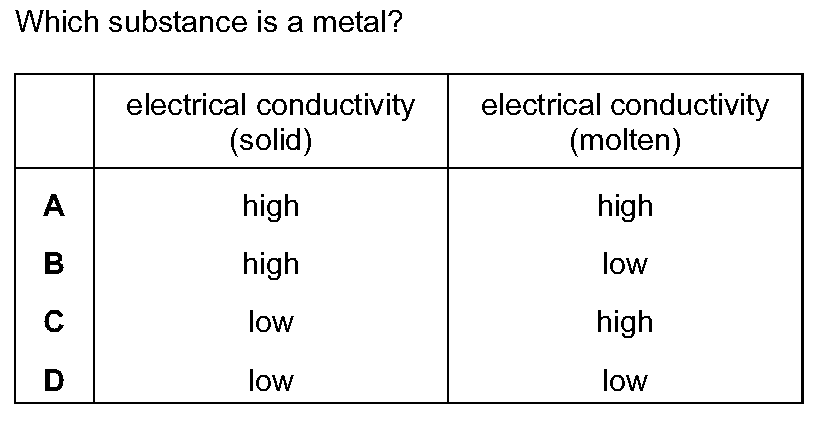 Which substance is a metal?
electrical conductivity electrical conductivity
(solid) (molten)
A high high
B high low
C low high
D low low